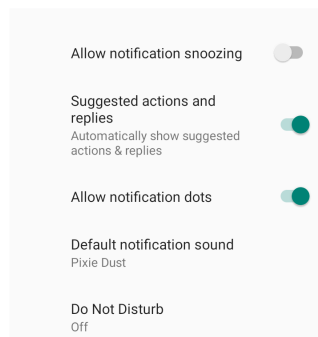 Allow notification snoozing
Suggested actions and
replies
Automatically show suggested
actions & replies
Allow notification dots
Default notification sound
Pixie Dust
Do Not Disturb
Off